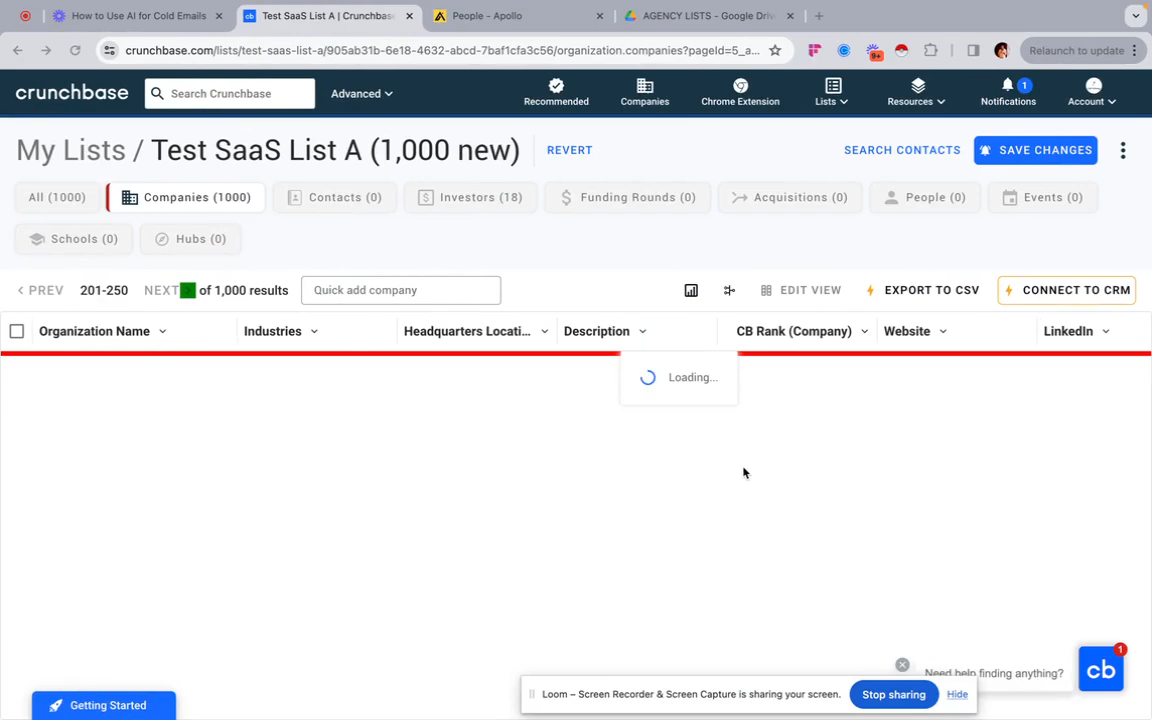 How to Use AI for Cold Emails
Test SaaS List A | Crunchbase
People - Apollo
AGENCY LISTS - Google Driv
crunchbase.com/lists/test-saas-list-a/905ab31b-6e18-4632-abcd-7baf1cfa3c56/organization.companies?pageId=5_a...
9+
Relaunch to update
crunchbase
Search Crunchbase
Advanced
Recommended
Companies
Chrome Extension
Lists
Resources
1
Notifications
Account
My Lists / Test SaaS List A (1,000 new)
REVERT
SEARCH CONTACTS
SAVE CHANGES
All (1000)
Companies (1000)
Contacts (0)
Investors (18)
Funding Rounds (0)
Acquisitions (0)
People (0)
Events (0)
Schools (0)
Hubs (0)
PREV
201-250
NEXT
of 1,000 results
Quick add company
EDIT VIEW
EXPORT TO CSV
CONNECT TO CRM
Organization Name
Industries
Headquarters Locati...
Description
CB Rank (Company)
Website
LinkedIn
Loading...
Need help finding anything?
cb
1
Loom – Screen Recorder & Screen Capture is sharing your screen.
Stop sharing
Hide
Getting Started